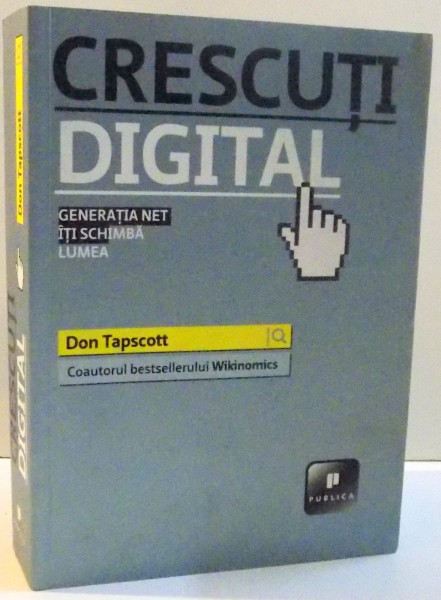 CRESCUȚI
DIGITAL
GENERAȚIA NET
ÎȚI SCHIMBĂ
LUMEA
Don Tapscott
Coautorul bestsellerului Wikinomics
P
PUBLICA
Don Tapscott
CRESCUȚI
DIGITAL